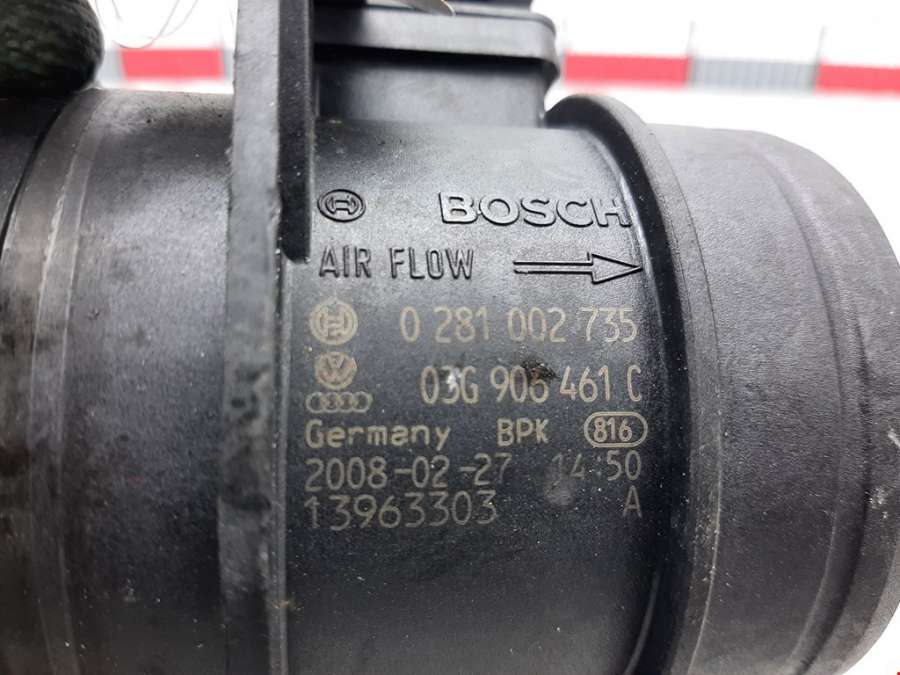 BOSCH
AIR FLOW
0 281 002 735
03G 906 461 C
Germany BPK 816
2008-02-27 14:50
13963303 A